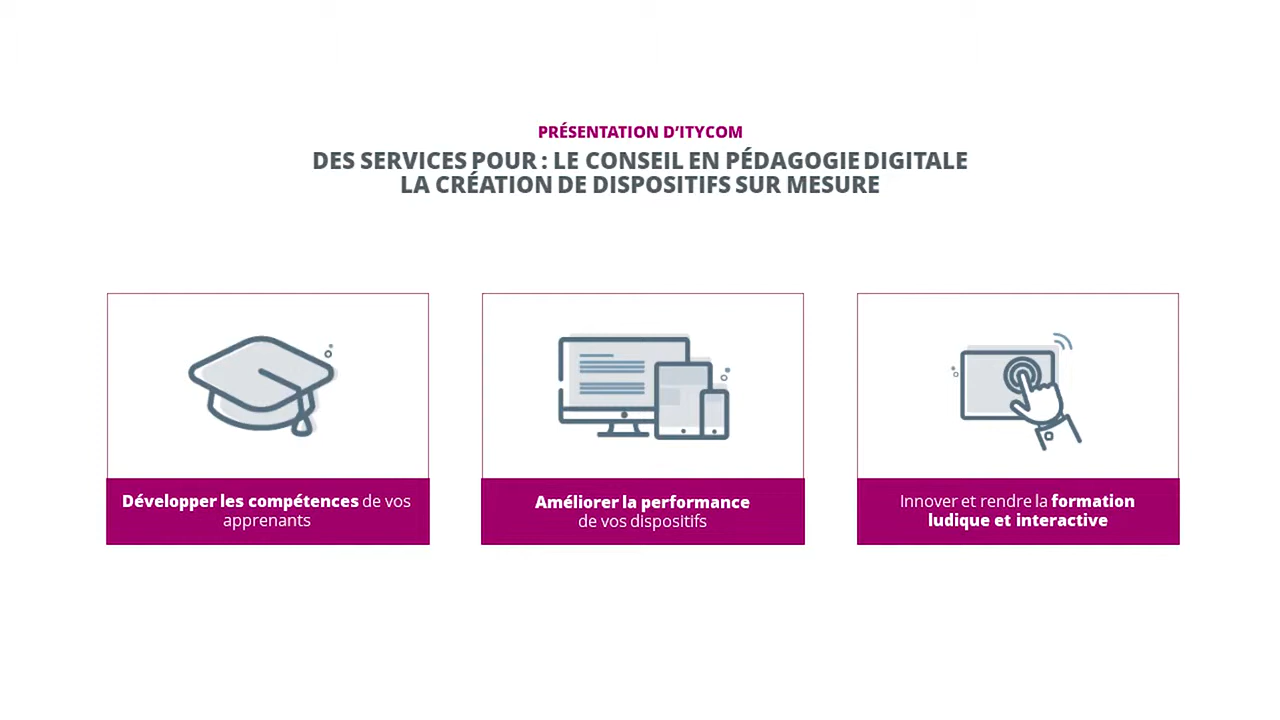 PRÉSENTATION D’ITYCOM
DES SERVICES POUR : LE CONSEIL EN PÉDAGOGIE DIGITALE
LA CRÉATION DE DISPOSITIFS SUR MESURE
Développer les compétences de vos
apprenants
Améliorer la performance
de vos dispositifs
Innover et rendre la formation
ludique et interactive